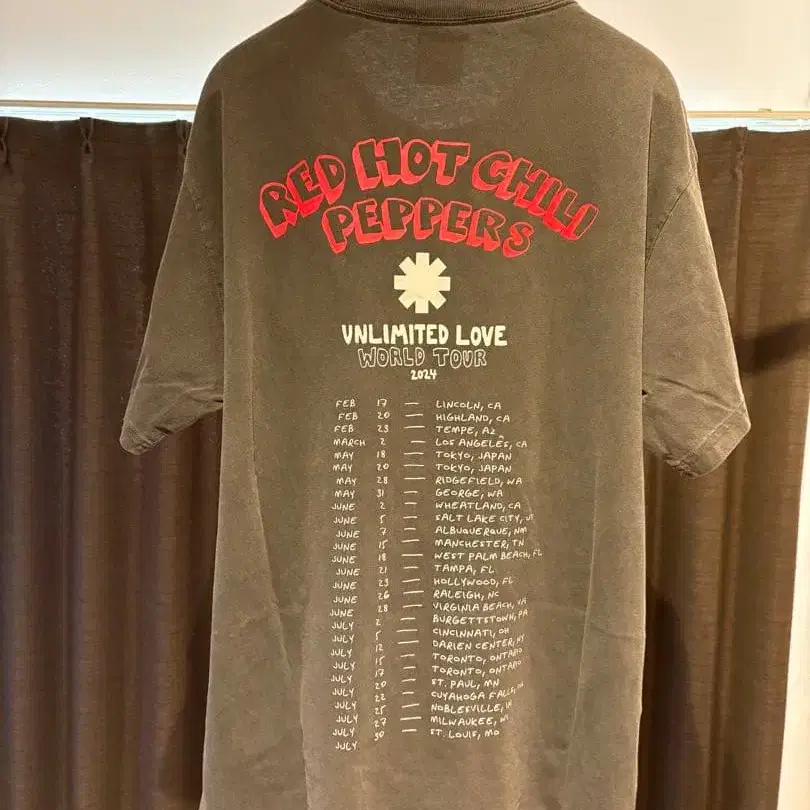 RED HOT CHILI
PEPPERS
UNLIMITED LOVE
WORLD TOUR
2024
FEB 17 — LINCOLN, CA
FEB 20 — HIGHLAND, CA
FEB 23 — TEMPE, AZ
MARCH 2 — LOS ANGELES, CA
MAY 18 — TOKYO, JAPAN
MAY 20 — TOKYO, JAPAN
MAY 28 — RIDGEFIELD, WA
MAY 31 — GEORGE, WA
JUNE 2 — WHEATLAND, CA
JUNE 5 — SALT LAKE CITY, UT
JUNE 7 — ALBUQUERQUE, NM
JUNE 15 — MANCHESTER, TN
JUNE 18 — WEST PALM BEACH, FL
JUNE 21 — TAMPA, FL
JUNE 23 — HOLLYWOOD, FL
JUNE 26 — RALEIGH, NC
JUNE 28 — VIRGINIA BEACH, VA
JULY 2 — BURGETTSTOWN, PA
JULY 5 — CINCINNATI, OH
JULY 12 — DARIEN CENTER, NY
JULY 15 — TORONTO, ONTARIO
JULY 17 — TORONTO, ONTARIO
JULY 20 — ST. PAUL, MN
JULY 22 — CUYAHOGA FALLS,
JULY 25 — NOBLESVILLE, IN
JULY 27 — MILWAUKEE, WI
JULY 30 — ST. LOUIS, MO